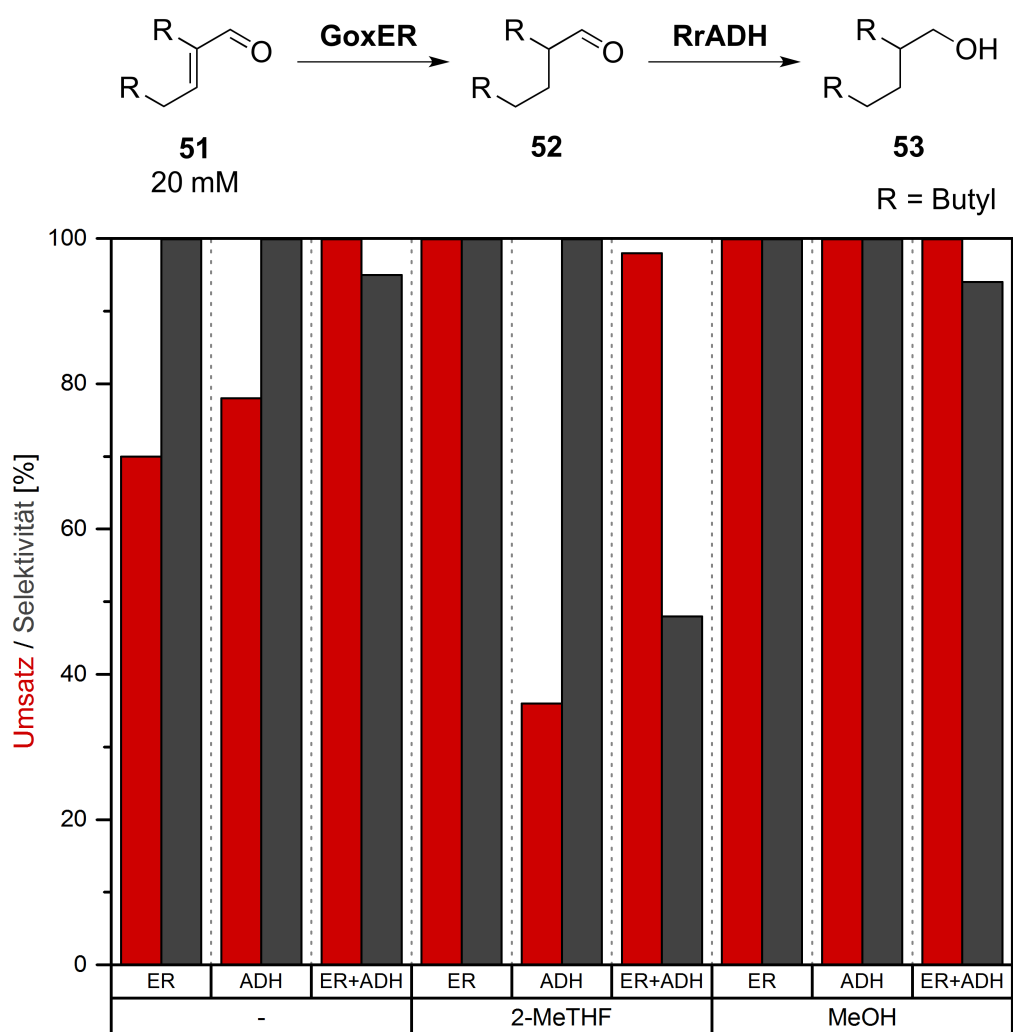 R
O
R
GoxER
R
O
R
RrADH
R
OH
R
51
20 mM
52
53
R = Butyl
Umsatz / Selektivität [%]
100
80
60
40
20
0
ER ADH ER+ADH ER ADH ER+ADH ER ADH ER+ADH
- 2-MeTHF MeOH